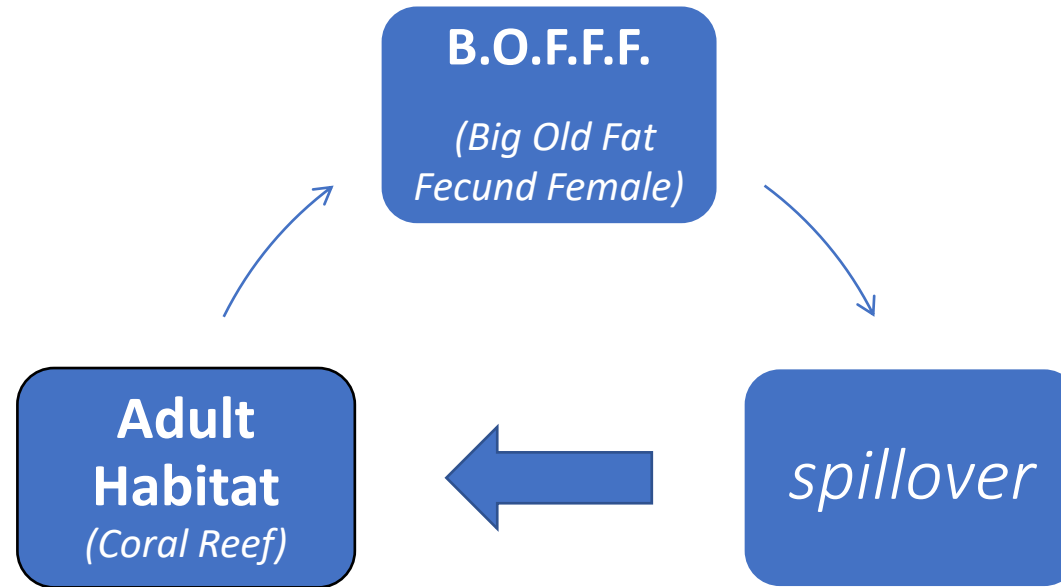 B.O.F.F.F.
(Big Old Fat
Fecund Female)
Adult
Habitat
(Coral Reef)
spillover